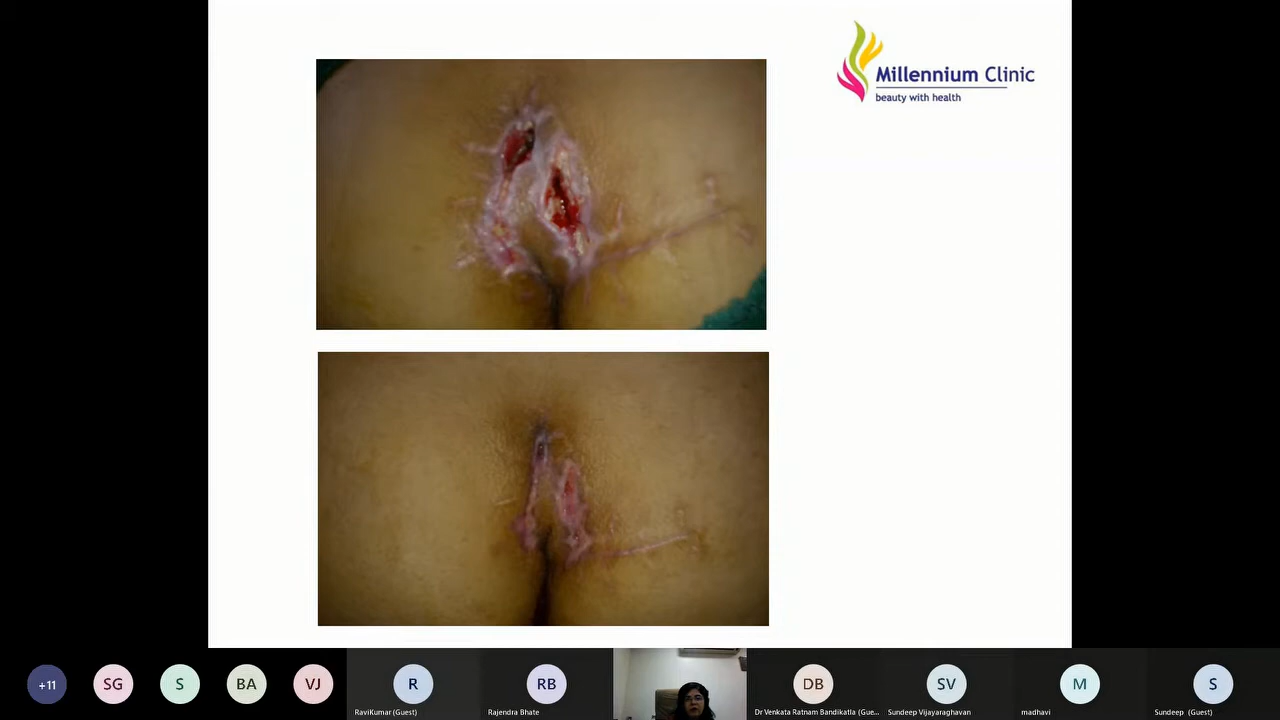 Millennium Clinic
beauty with health
+11
SG
S
BA
VJ
R
RB
DB
SV
M
S
RaviKumar (Guest)
Rajendra Bhate
Dr Venkata Ratnam Bandikatla (Gue...
Sundeep Vijayaraghavan
madhavi
Sundeep (Guest)